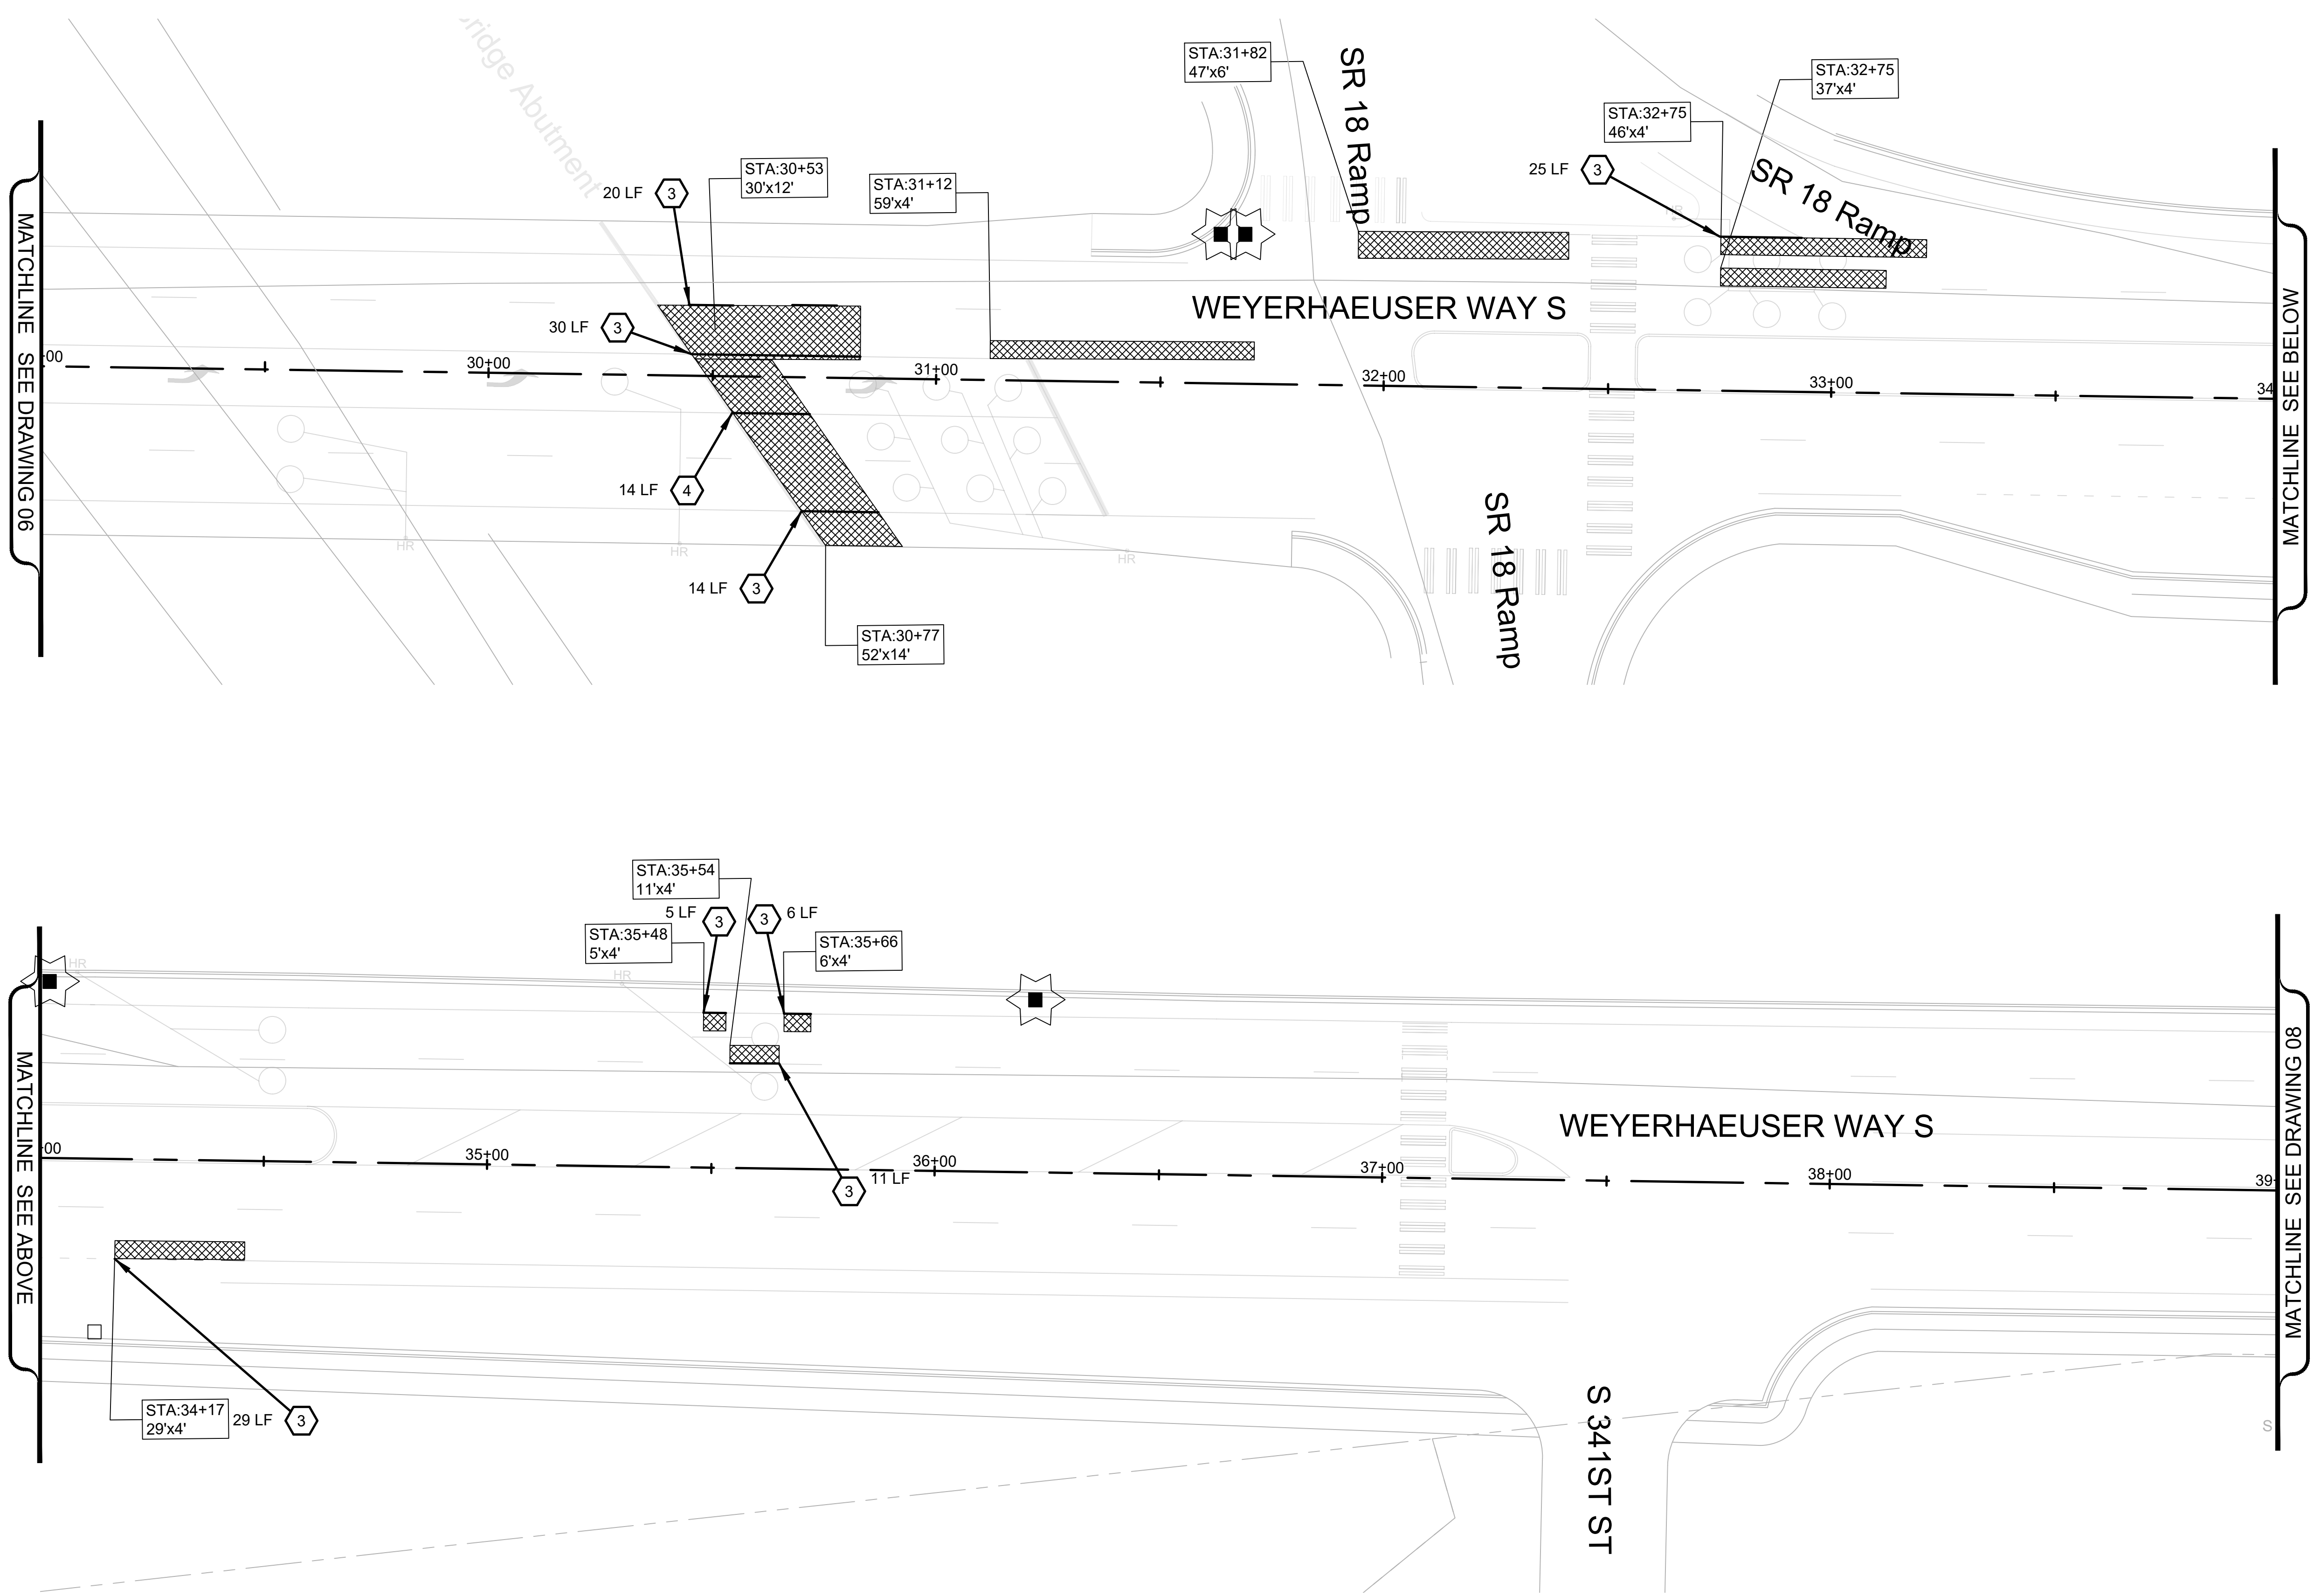 Bridge Abutment
STA:31+82
47'x6'
SR 18 Ramp
STA:32+75
37'x4'
STA:32+75
46'x4'
25 LF 3
SR 18 Ramp
STA:30+53
30'x12'
20 LF 3
STA:31+12
59'x4'
MATCHLINE SEE DRAWING 06
WEYERHAEUSER WAY S
30 LF 3
+00
30+00
31+00
32+00
33+00
34
MATCHLINE SEE BELOW
14 LF 4
HR
HR
HR
14 LF 3
SR 18 Ramp
STA:30+77
52'x14'
STA:35+54
11'x4'
5 LF 3
3 6 LF
STA:35+48
5'x4'
STA:35+66
6'x4'
HR
HR
MATCHLINE SEE ABOVE
WEYERHAEUSER WAY S
00
35+00
36+00
37+00
38+00
39+
MATCHLINE SEE DRAWING 08
3 11 LF
STA:34+17
29'x4'
29 LF 3
S 341ST ST
S